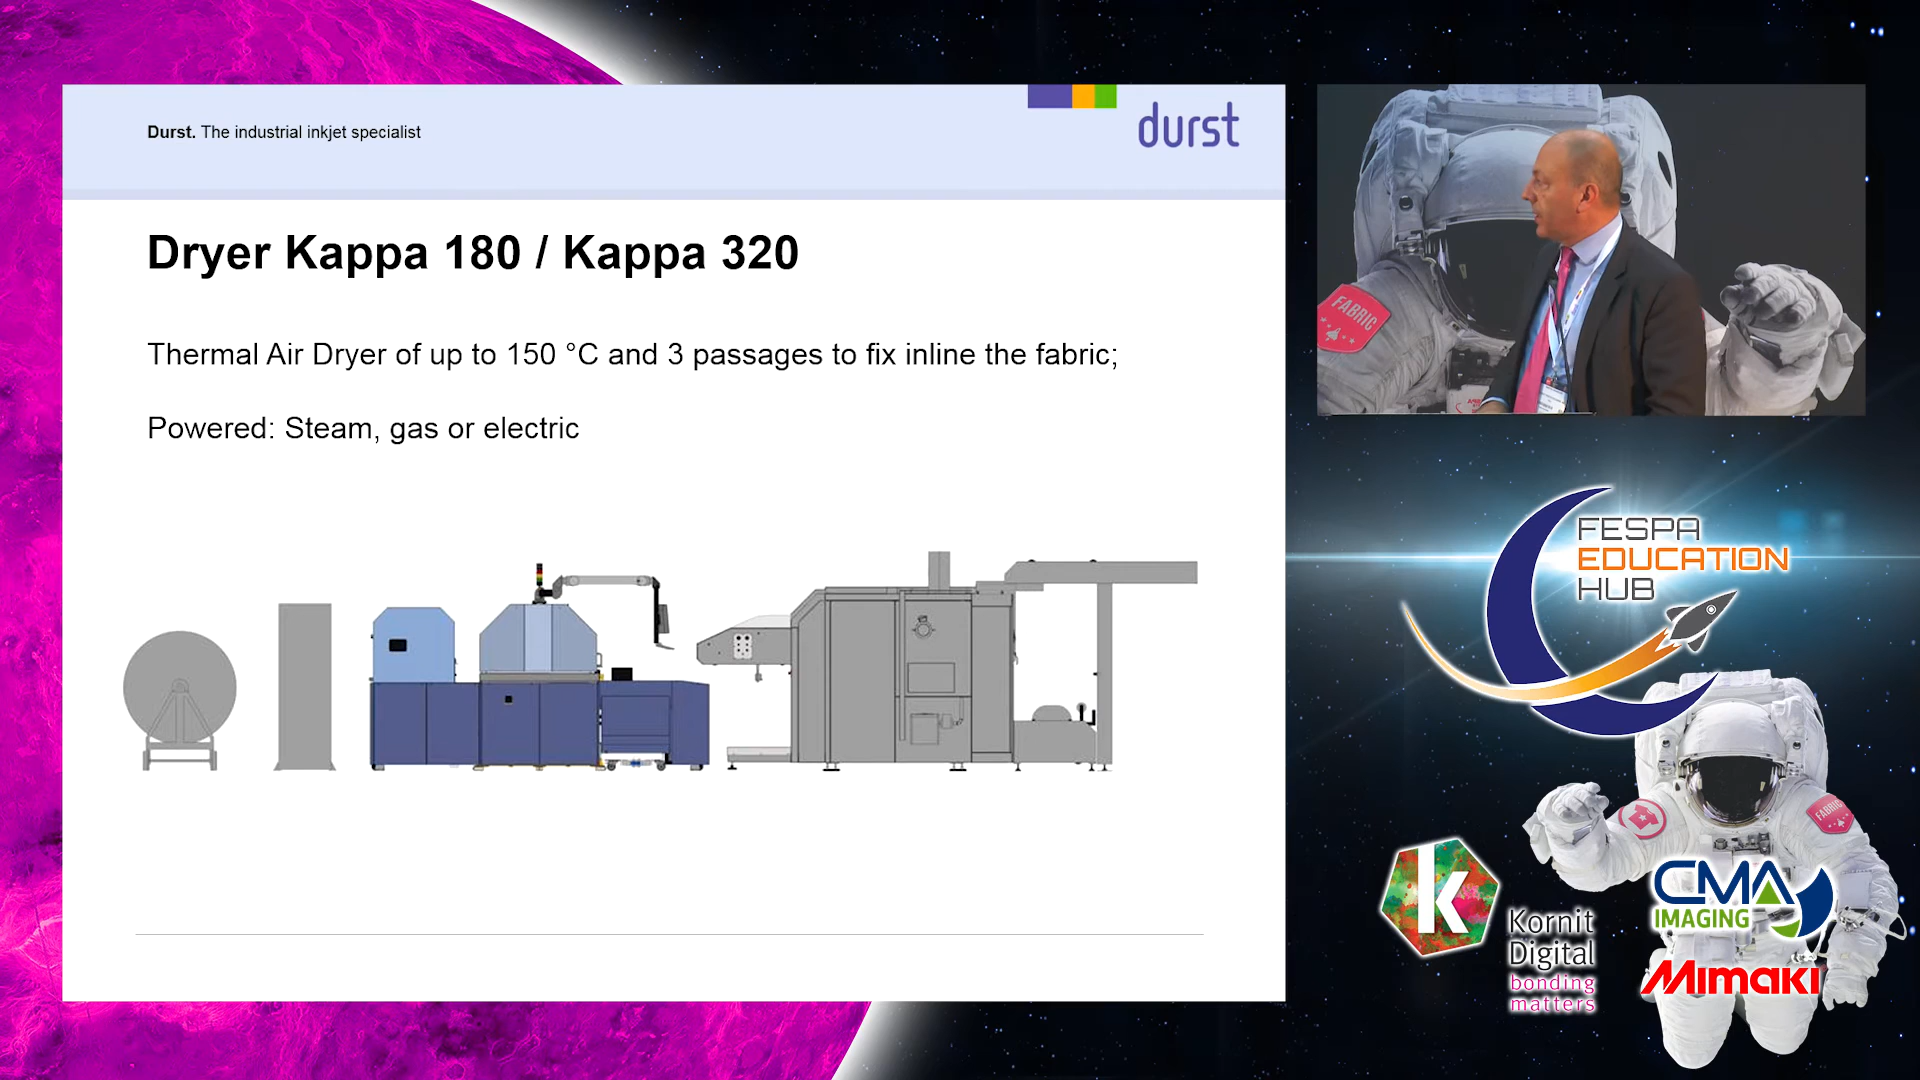 Durst. The industrial inkjet specialist
durst
Dryer Kappa 180 / Kappa 320
Thermal Air Dryer of up to 150 °C and 3 passages to fix inline the fabric;
Powered: Steam, gas or electric
FABRIC
FESPA
EDUCATION
HUB
FABRIC
k
Kornit
Digital
bonding
matters
CMA
IMAGING
Mimaki